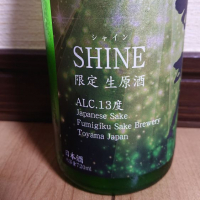 シャイン
SHINE
限定 生原酒
ALC.13度
Japanese Sake
Fumigiku Sake Brewery
Toyama Japan
日本酒
720ml